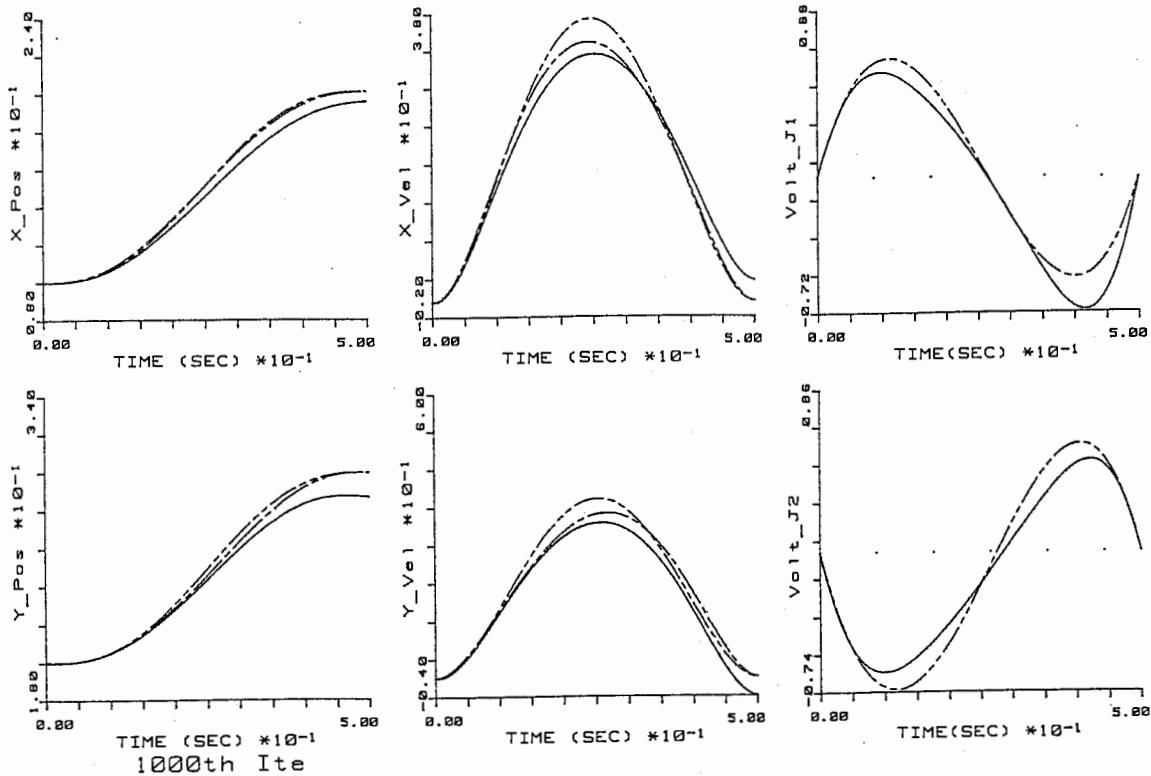 2.40
X_Pos *10⁻¹
0.80
0.00 5.00
TIME (SEC) *10⁻¹
3.80
X_Vel *10⁻¹
-0.20
0.00 5.00
TIME (SEC) *10⁻¹
0.88
Volt_J1
-0.72
0.00 5.00
TIME(SEC) *10⁻¹
3.40
Y_Pos *10⁻¹
1.80
0.00 5.00
TIME (SEC) *10⁻¹
6.00
Y_Vel *10⁻¹
-0.40
0.00 5.00
TIME (SEC) *10⁻¹
0.86
Volt_J2
-0.74
0.00 5.00
TIME(SEC) *10⁻¹
1000th Ite